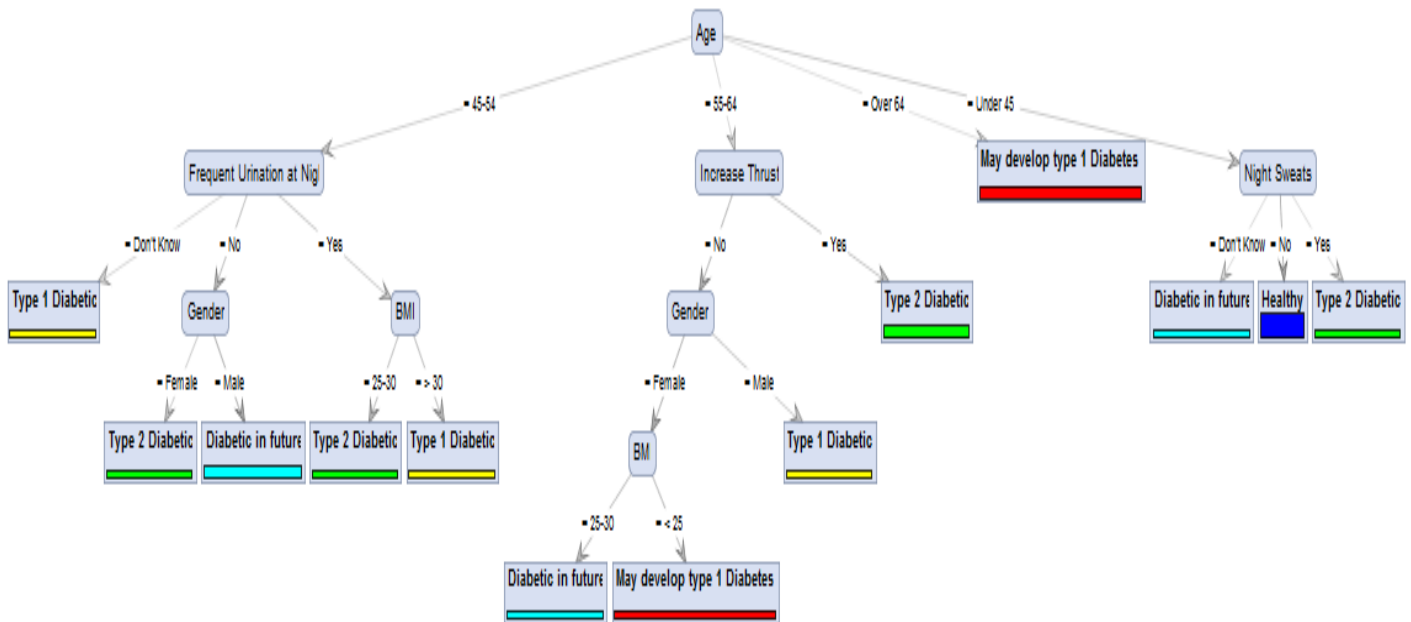 Age
= 45-54
= 55-64
= Over 64
= Under 45
Frequent Urination at Nigl
Increase Thrust
May develop type 1 Diabetes
Night Sweats
= Don't Know
= No
= Yes
= No
= Yes
= Don't Know
= No
= Yes
Type 1 Diabetic
Gender
BMI
Gender
Type 2 Diabetic
Diabetic in future
Healthy
Type 2 Diabetic
= Female
= Male
= 25-30
= > 30
= Female
= Male
Type 2 Diabetic
Diabetic in future
Type 2 Diabetic
Type 1 Diabetic
BM
Type 1 Diabetic
= 25-30
= < 25
Diabetic in future
May develop type 1 Diabetes